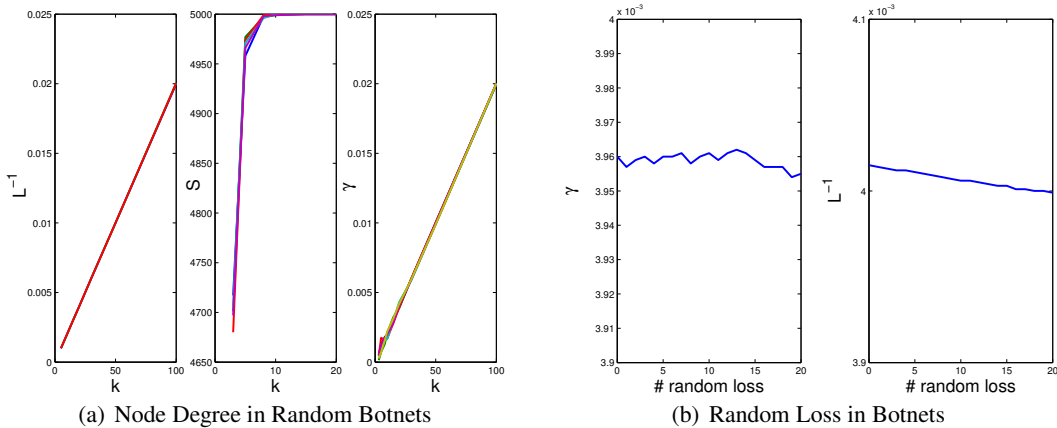 0.025
0.02
0.015
0.01
0.005
0
0 50 100
L⁻¹
k
5000
4950
4900
4850
4800
4750
4700
4650
0 5 10 15 20
S
k
0.025
0.02
0.015
0.01
0.005
0
0 50 100
γ
k
(a) Node Degree in Random Botnets
x 10⁻³
4
3.99
3.98
3.97
3.96
3.95
3.94
3.93
3.92
3.91
3.9
0 5 10 15 20
γ
# random loss
x 10⁻³
4.1
4
3.9
0 5 10 15 20
L⁻¹
# random loss
(b) Random Loss in Botnets